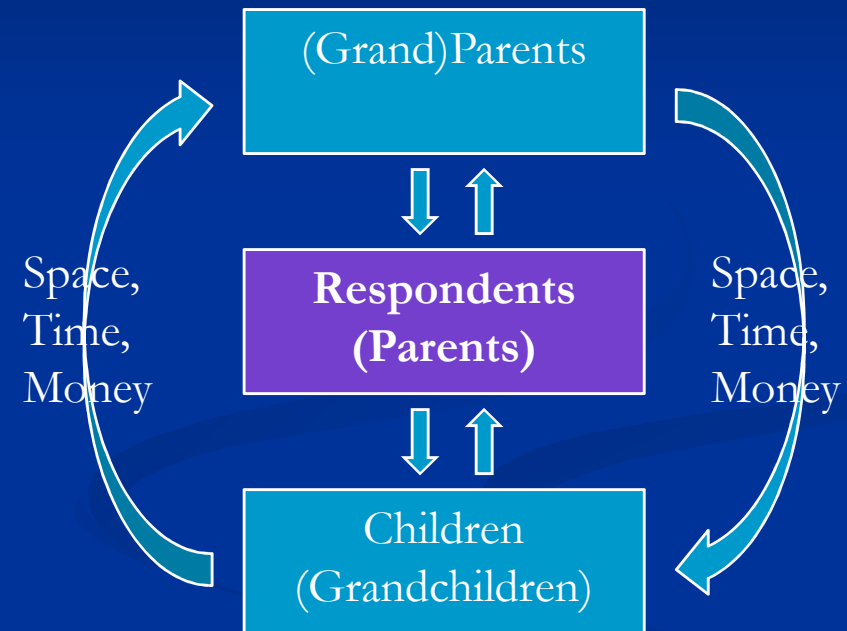 (Grand)Parents
Space,
Time,
Money
Respondents
(Parents)
Space,
Time,
Money
Children
(Grandchildren)